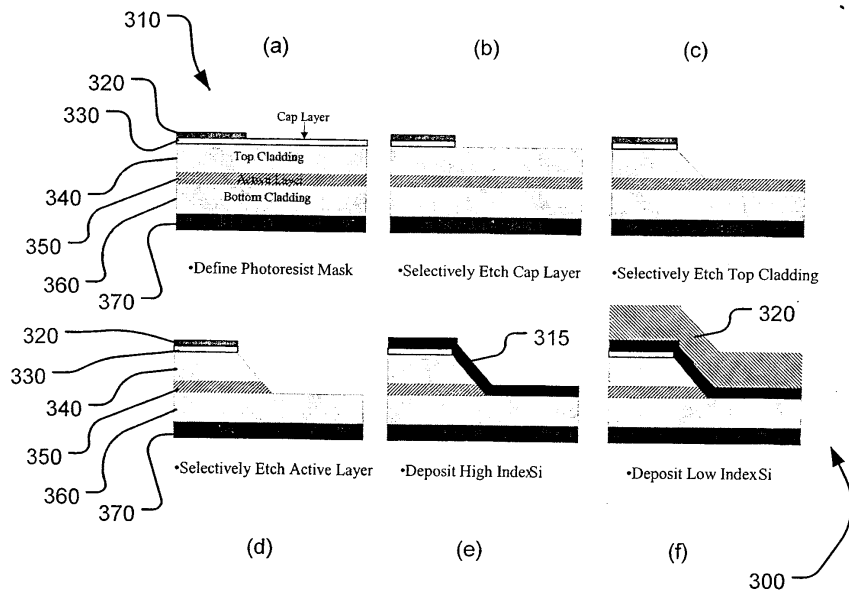 310
(a)
(b)
(c)
320
330
Cap Layer
340
Top Cladding
Active Layer
350
Bottom Cladding
360
370
•Define Photoresist Mask
•Selectively Etch Cap Layer
•Selectively Etch Top Cladding
320
330
340
350
360
370
315
320
•Selectively Etch Active Layer
•Deposit High IndexSi
•Deposit Low IndexSi
(d)
(e)
(f)
300